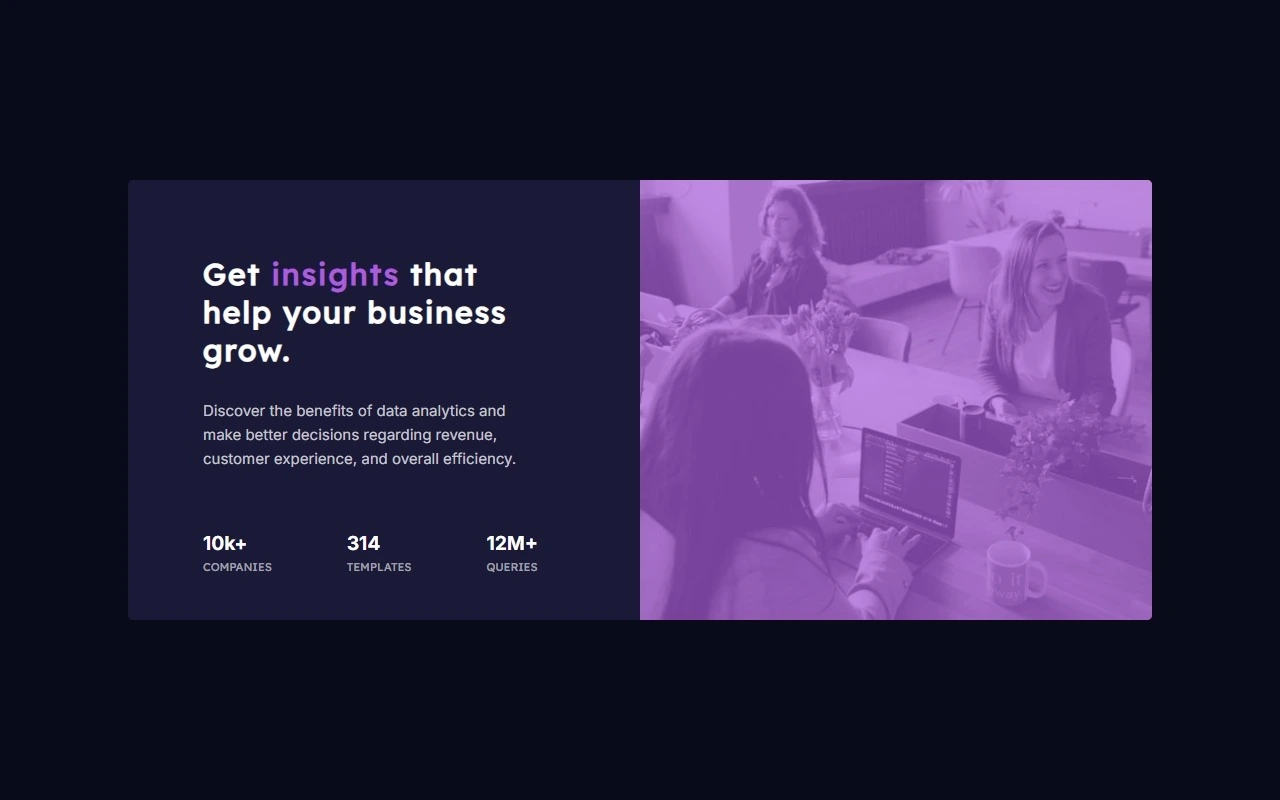 Get insights that
help your business
grow.
Discover the benefits of data analytics and
make better decisions regarding revenue,
customer experience, and overall efficiency.
10k+ 314 12M+
COMPANIES TEMPLATES QUERIES